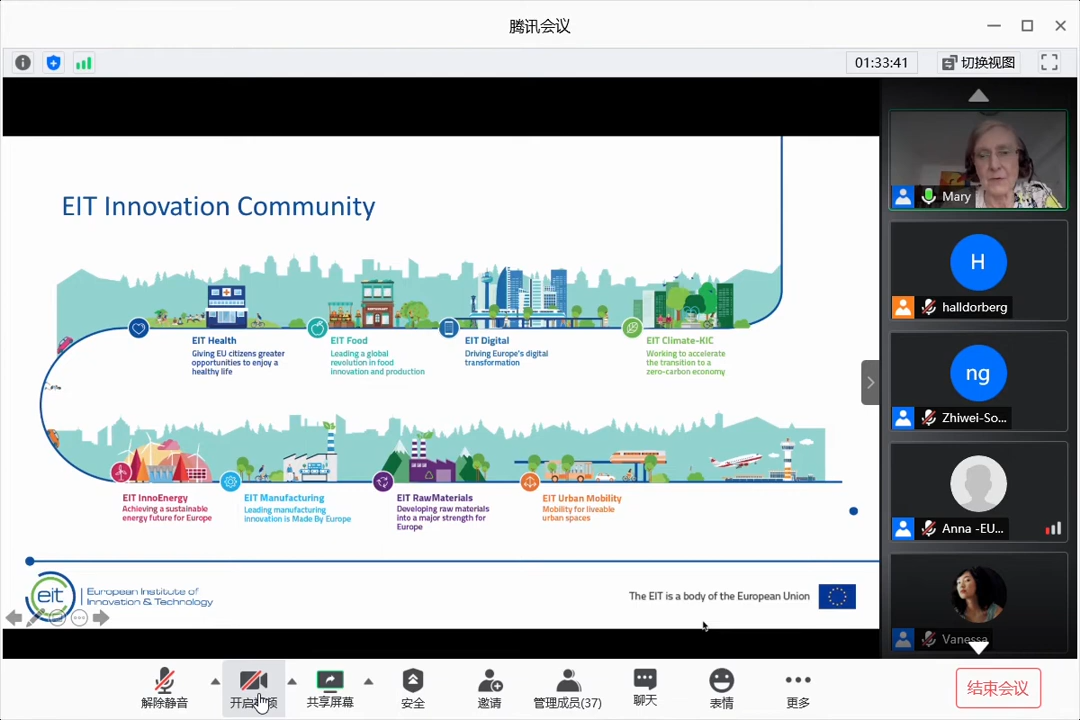 腾讯会议
01:33:41
切换视图
EIT Innovation Community
EIT Health
Giving EU citizens greater
opportunities to enjoy a
healthy life
EIT Food
Leading a global
revolution in food
innovation and production
EIT Digital
Driving Europe's digital
transformation
EIT Climate-KIC
Working to accelerate
the transition to a
zero-carbon economy
EIT InnoEnergy
Achieving a sustainable
energy future for Europe
EIT Manufacturing
Leading manufacturing
innovation is Made By Europe
EIT RawMaterials
Developing raw materials
into a major strength for
Europe
EIT Urban Mobility
Mobility for liveable
urban spaces
eit
European Institute of
Innovation & Technology
The EIT is a body of the European Union
Mary
H
halldorberg
ng
Zhiwei-So...
Anna -EU...
Vanessa
解除静音
开启视频
共享屏幕
安全
邀请
管理成员(37)
聊天
表情
更多
结束会议